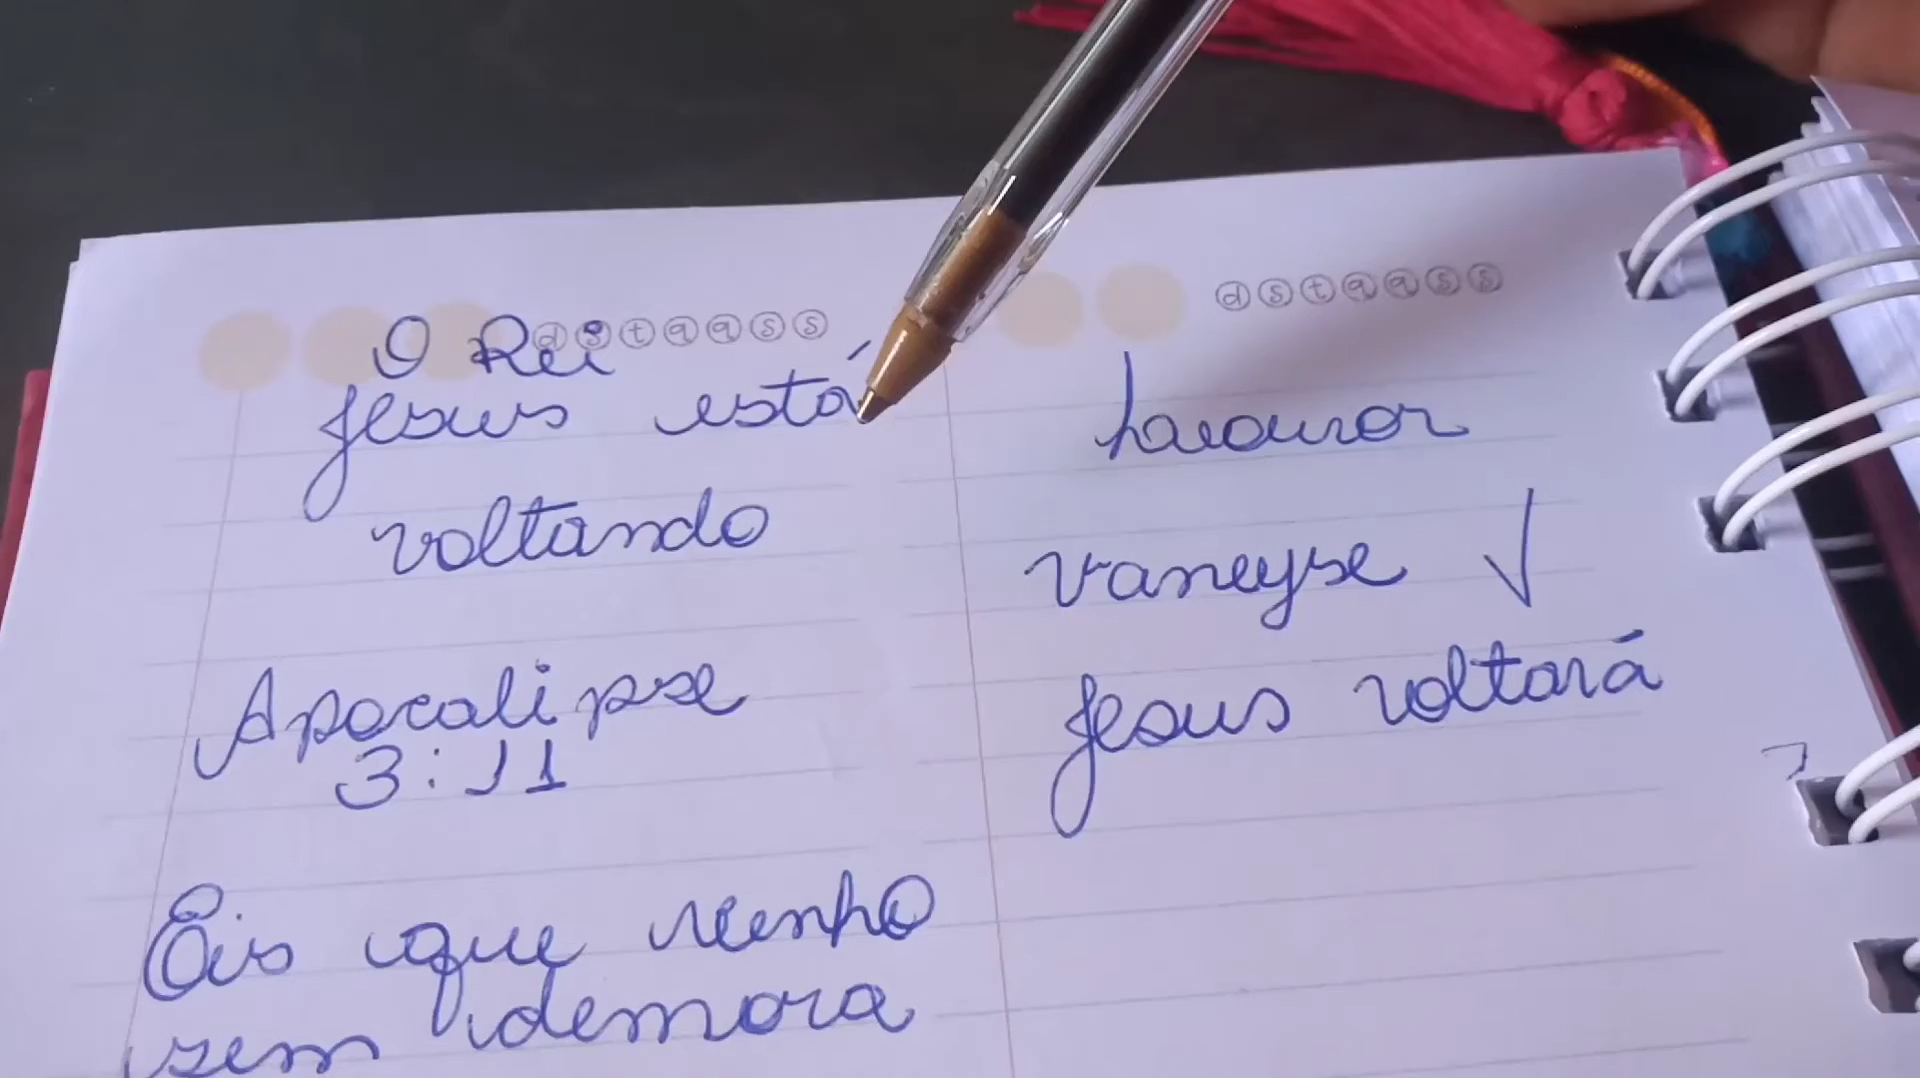 d s t q q s s
O Rei
Jesus está
voltando
Apocalipse
3:11
Eis que venho
sem demora
d s t q q s s
vaneyse ✓
Jesus voltará